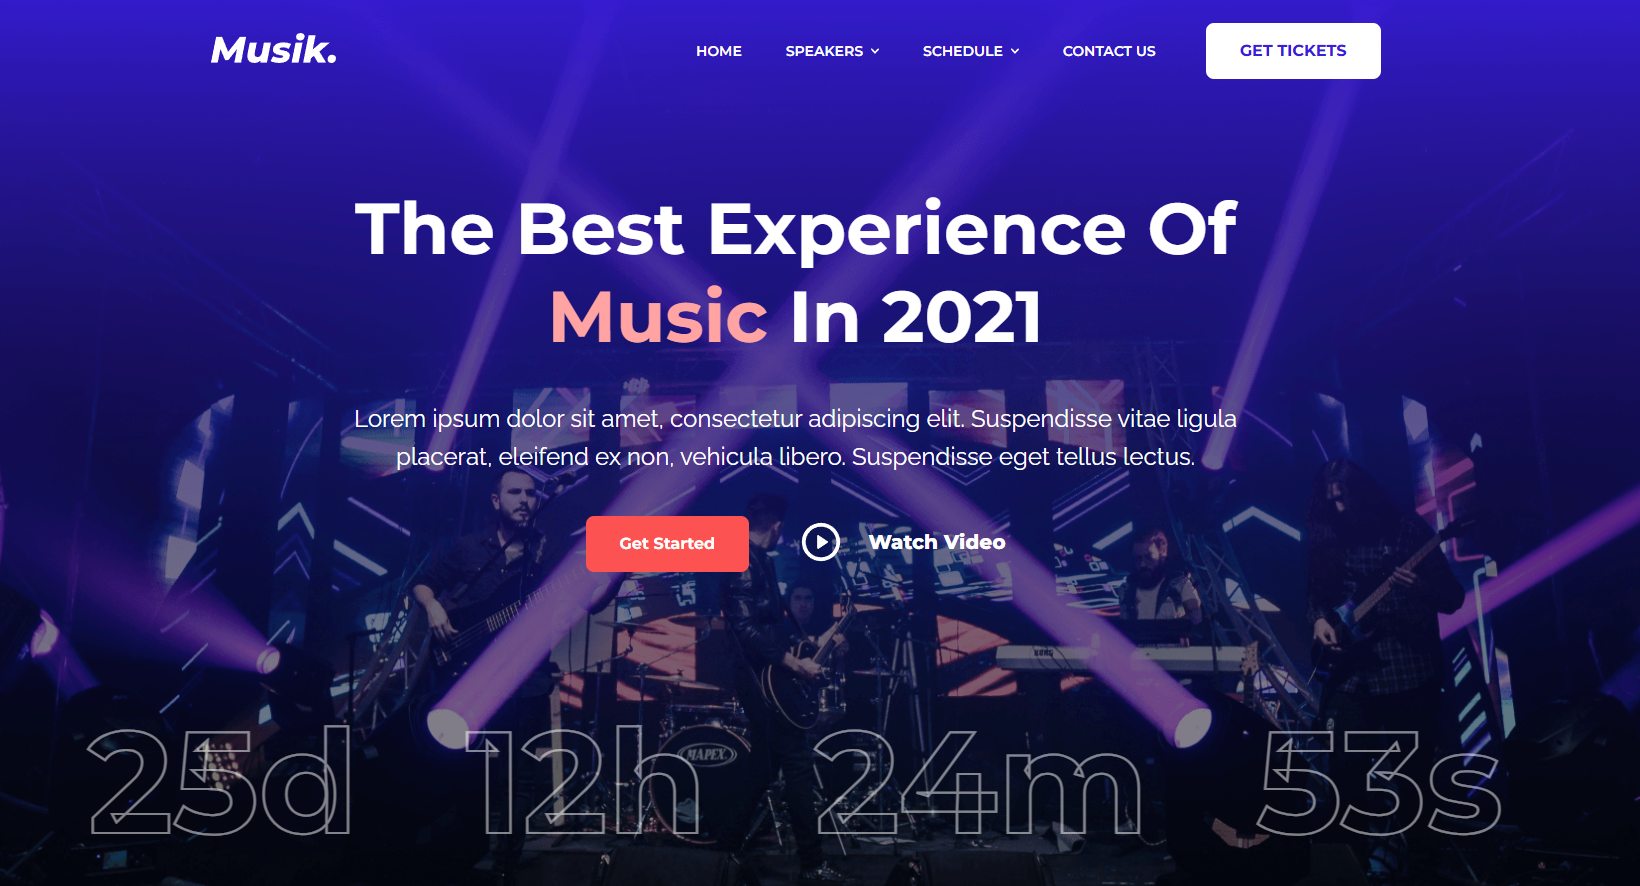 Musik.
HOME SPEAKERS SCHEDULE CONTACT US GET TICKETS
The Best Experience Of
Music In 2021
Lorem ipsum dolor sit amet, consectetur adipiscing elit. Suspendisse vitae ligula
placerat, eleifend ex non, vehicula libero. Suspendisse eget tellus lectus.
Get Started Watch Video
KORG
MAPEX
25d 12h 24m 53s